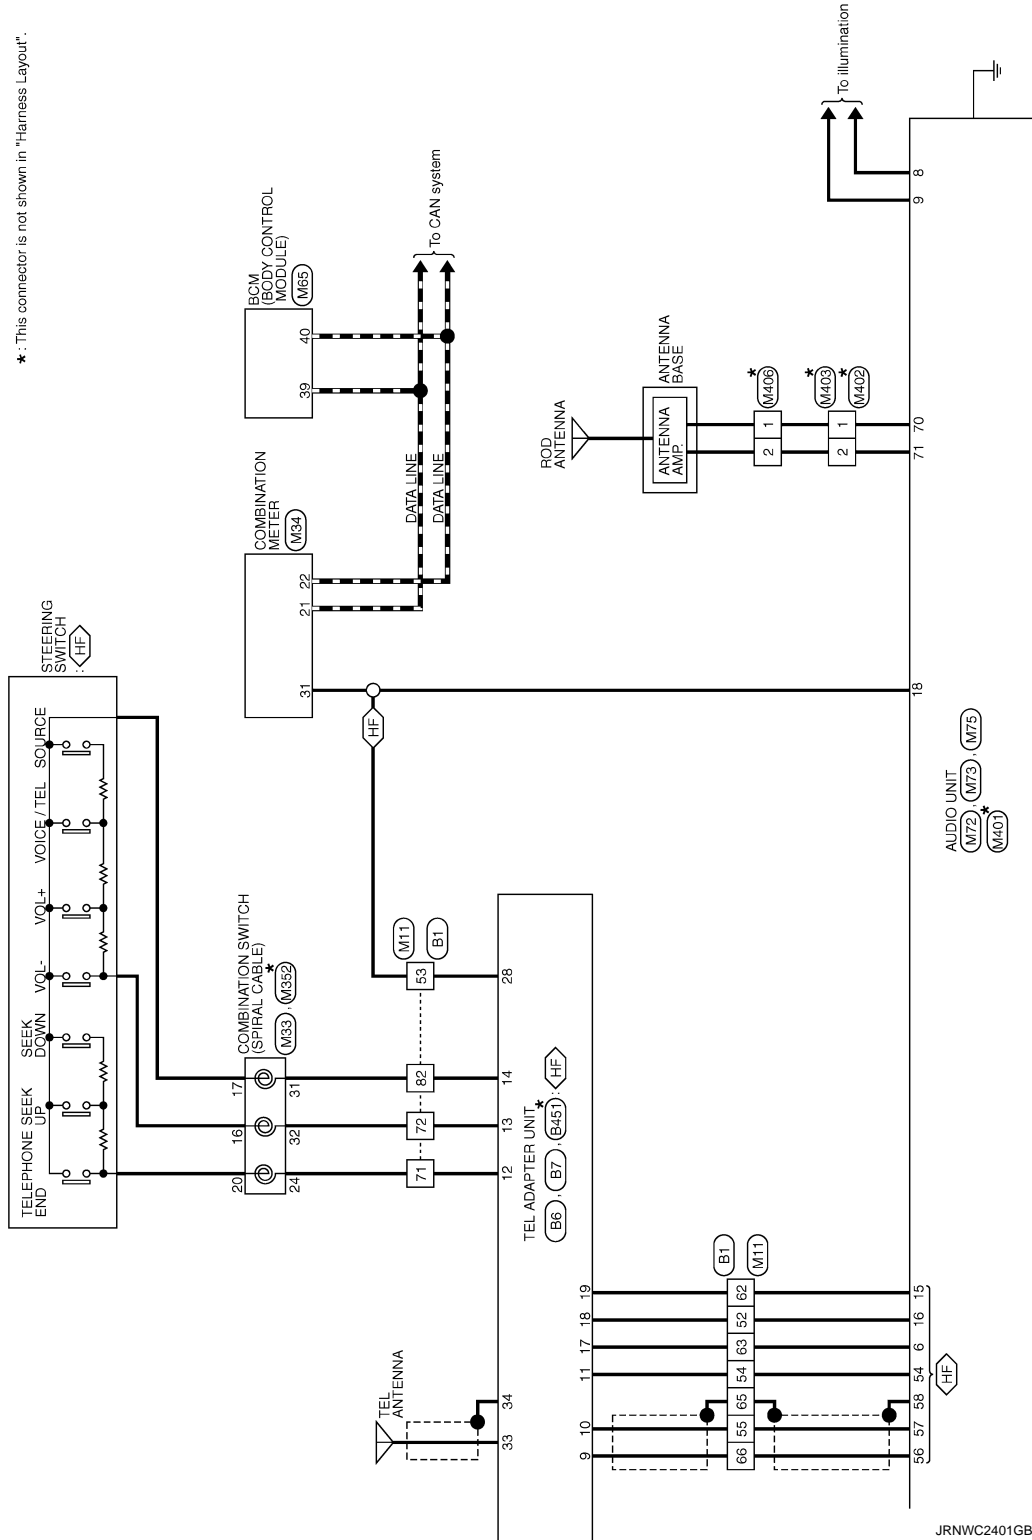 ★ : This connector is not shown in "Harness Layout".
STEERING
SWITCH
: HF
TELEPHONE
END
SEEK
UP
SEEK
DOWN
VOL-
VOL+
VOICE / TEL
SOURCE
COMBINATION SWITCH
(SPIRAL CABLE)
M33 , M352 ★
20
16
17
24
32
31
COMBINATION
METER
M34
31
21
22
BCM
(BODY CONTROL
MODULE)
M65
39
40
DATA LINE
DATA LINE
To CAN system
HF
M11
B1
71
72
82
53
TEL
ANTENNA
33
34
12
13
14
28
TEL ADAPTER UNIT
B6 , B7 , B451 ★ : HF
9
10
11
17
18
19
B1
M11
66
55
65
54
63
52
62
56
57
58
54
6
16
15
HF
18
ROD
ANTENNA
ANTENNA
BASE
ANTENNA
AMP.
2
1
★
M406
2
1
★
M403
★
M402
71
70
9
8
To illumination
AUDIO UNIT
M72 , M73 , M75
★
M401
JRNWC2401GB